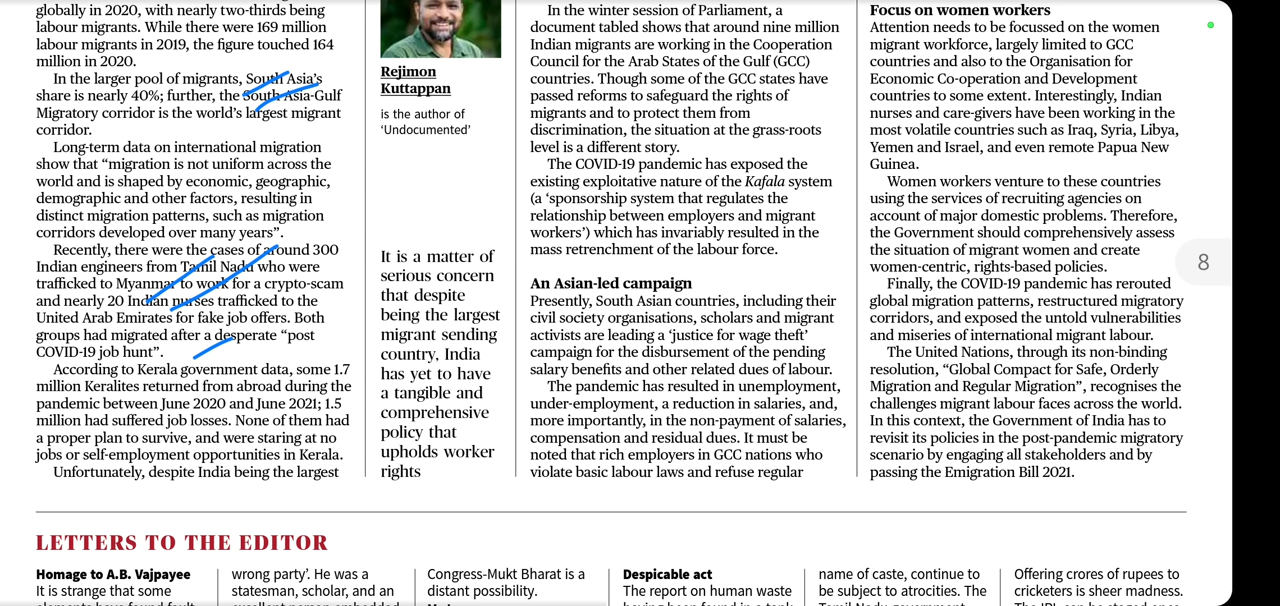 globally in 2020, with nearly two-thirds being
labour migrants. While there were 169 million
labour migrants in 2019, the figure touched 164
million in 2020.
In the larger pool of migrants, South Asia's
share is nearly 40%; further, the South Asia-Gulf
Migratory corridor is the world's largest migrant
corridor.
Long-term data on international migration
show that “migration is not uniform across the
world and is shaped by economic, geographic,
demographic and other factors, resulting in
distinct migration patterns, such as migration
corridors developed over many years”.
Recently, there were the cases of around 300
Indian engineers from Tamil Nadu who were
trafficked to Myanmar to work for a crypto-scam
and nearly 20 Indian nurses trafficked to the
United Arab Emirates for fake job offers. Both
groups had migrated after a desperate “post
COVID-19 job hunt”.
According to Kerala government data, some 1.7
million Keralites returned from abroad during the
pandemic between June 2020 and June 2021; 1.5
million had suffered job losses. None of them had
a proper plan to survive, and were staring at no
jobs or self-employment opportunities in Kerala.
Unfortunately, despite India being the largest
Rejimon
Kuttappan
is the author of
‘Undocumented’
It is a matter of
serious concern
that despite
being the largest
migrant sending
country, India
has yet to have
a tangible and
comprehensive
policy that
upholds worker
rights
In the winter session of Parliament, a
document tabled shows that around nine million
Indian migrants are working in the Cooperation
Council for the Arab States of the Gulf (GCC)
countries. Though some of the GCC states have
passed reforms to safeguard the rights of
migrants and to protect them from
discrimination, the situation at the grass-roots
level is a different story.
The COVID-19 pandemic has exposed the
existing exploitative nature of the Kafala system
(a ‘sponsorship system that regulates the
relationship between employers and migrant
workers’) which has invariably resulted in the
mass retrenchment of the labour force.
An Asian-led campaign
Presently, South Asian countries, including their
civil society organisations, scholars and migrant
activists are leading a ‘justice for wage theft’
campaign for the disbursement of the pending
salary benefits and other related dues of labour.
The pandemic has resulted in unemployment,
under-employment, a reduction in salaries, and,
more importantly, in the non-payment of salaries,
compensation and residual dues. It must be
noted that rich employers in GCC nations who
violate basic labour laws and refuse regular
Focus on women workers
Attention needs to be focussed on the women
migrant workforce, largely limited to GCC
countries and also to the Organisation for
Economic Co-operation and Development
countries to some extent. Interestingly, Indian
nurses and care-givers have been working in the
most volatile countries such as Iraq, Syria, Libya,
Yemen and Israel, and even remote Papua New
Guinea.
Women workers venture to these countries
using the services of recruiting agencies on
account of major domestic problems. Therefore,
the Government should comprehensively assess
the situation of migrant women and create
women-centric, rights-based policies.
Finally, the COVID-19 pandemic has rerouted
global migration patterns, restructured migratory
corridors, and exposed the untold vulnerabilities
and miseries of international migrant labour.
The United Nations, through its non-binding
resolution, “Global Compact for Safe, Orderly
Migration and Regular Migration”, recognises the
challenges migrant labour faces across the world.
In this context, the Government of India has to
revisit its policies in the post-pandemic migratory
scenario by engaging all stakeholders and by
passing the Emigration Bill 2021.
8
LETTERS TO THE EDITOR
Homage to A.B. Vajpayee
It is strange that some
wrong party’. He was a
statesman, scholar, and an
Congress-Mukt Bharat is a
distant possibility.
Despicable act
The report on human waste
name of caste, continue to
be subject to atrocities. The
Offering crores of rupees to
cricketers is sheer madness.